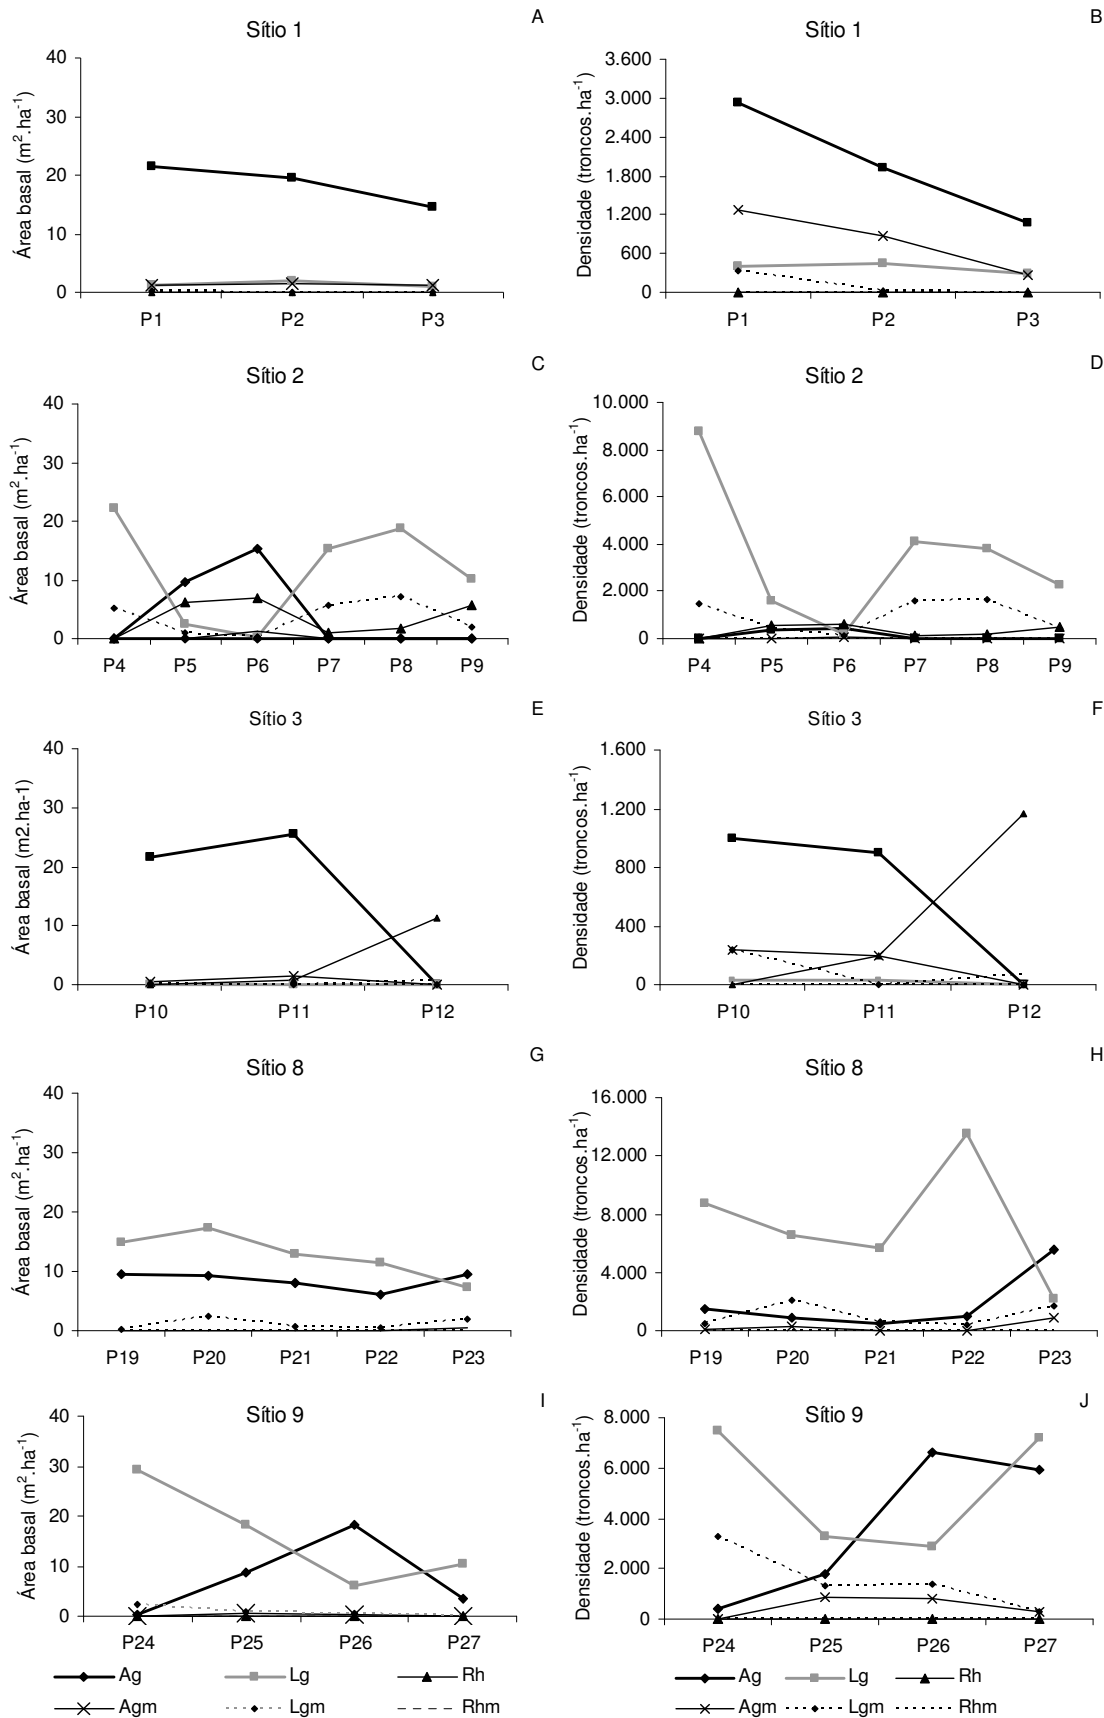 A
Sítio 1
Área basal (m².ha⁻¹)
40
30
20
10
0
P1 P2 P3
B
Sítio 1
Densidade (troncos.ha⁻¹)
3.600
3.000
2.400
1.800
1.200
600
0
P1 P2 P3
C
Sítio 2
Área basal (m².ha⁻¹)
40
30
20
10
0
P4 P5 P6 P7 P8 P9
D
Sítio 2
Densidade (troncos.ha⁻¹)
10.000
8.000
6.000
4.000
2.000
0
P4 P5 P6 P7 P8 P9
E
Sítio 3
Área basal (m2.ha-1)
40
30
20
10
0
P10 P11 P12
F
Sítio 3
Densidade (troncos.ha⁻¹)
1.600
1.200
800
400
0
P10 P11 P12
G
Sítio 8
Área basal (m².ha⁻¹)
40
30
20
10
0
P19 P20 P21 P22 P23
H
Sítio 8
Densidade (troncos.ha⁻¹)
16.000
12.000
8.000
4.000
0
P19 P20 P21 P22 P23
I
Sítio 9
Área basal (m².ha⁻¹)
40
30
20
10
0
P24 P25 P26 P27
Ag Lg Rh
Agm Lgm Rhm
J
Sítio 9
Densidade (troncos.ha⁻¹)
8.000
6.000
4.000
2.000
0
P24 P25 P26 P27
Ag Lg Rh
Agm Lgm Rhm